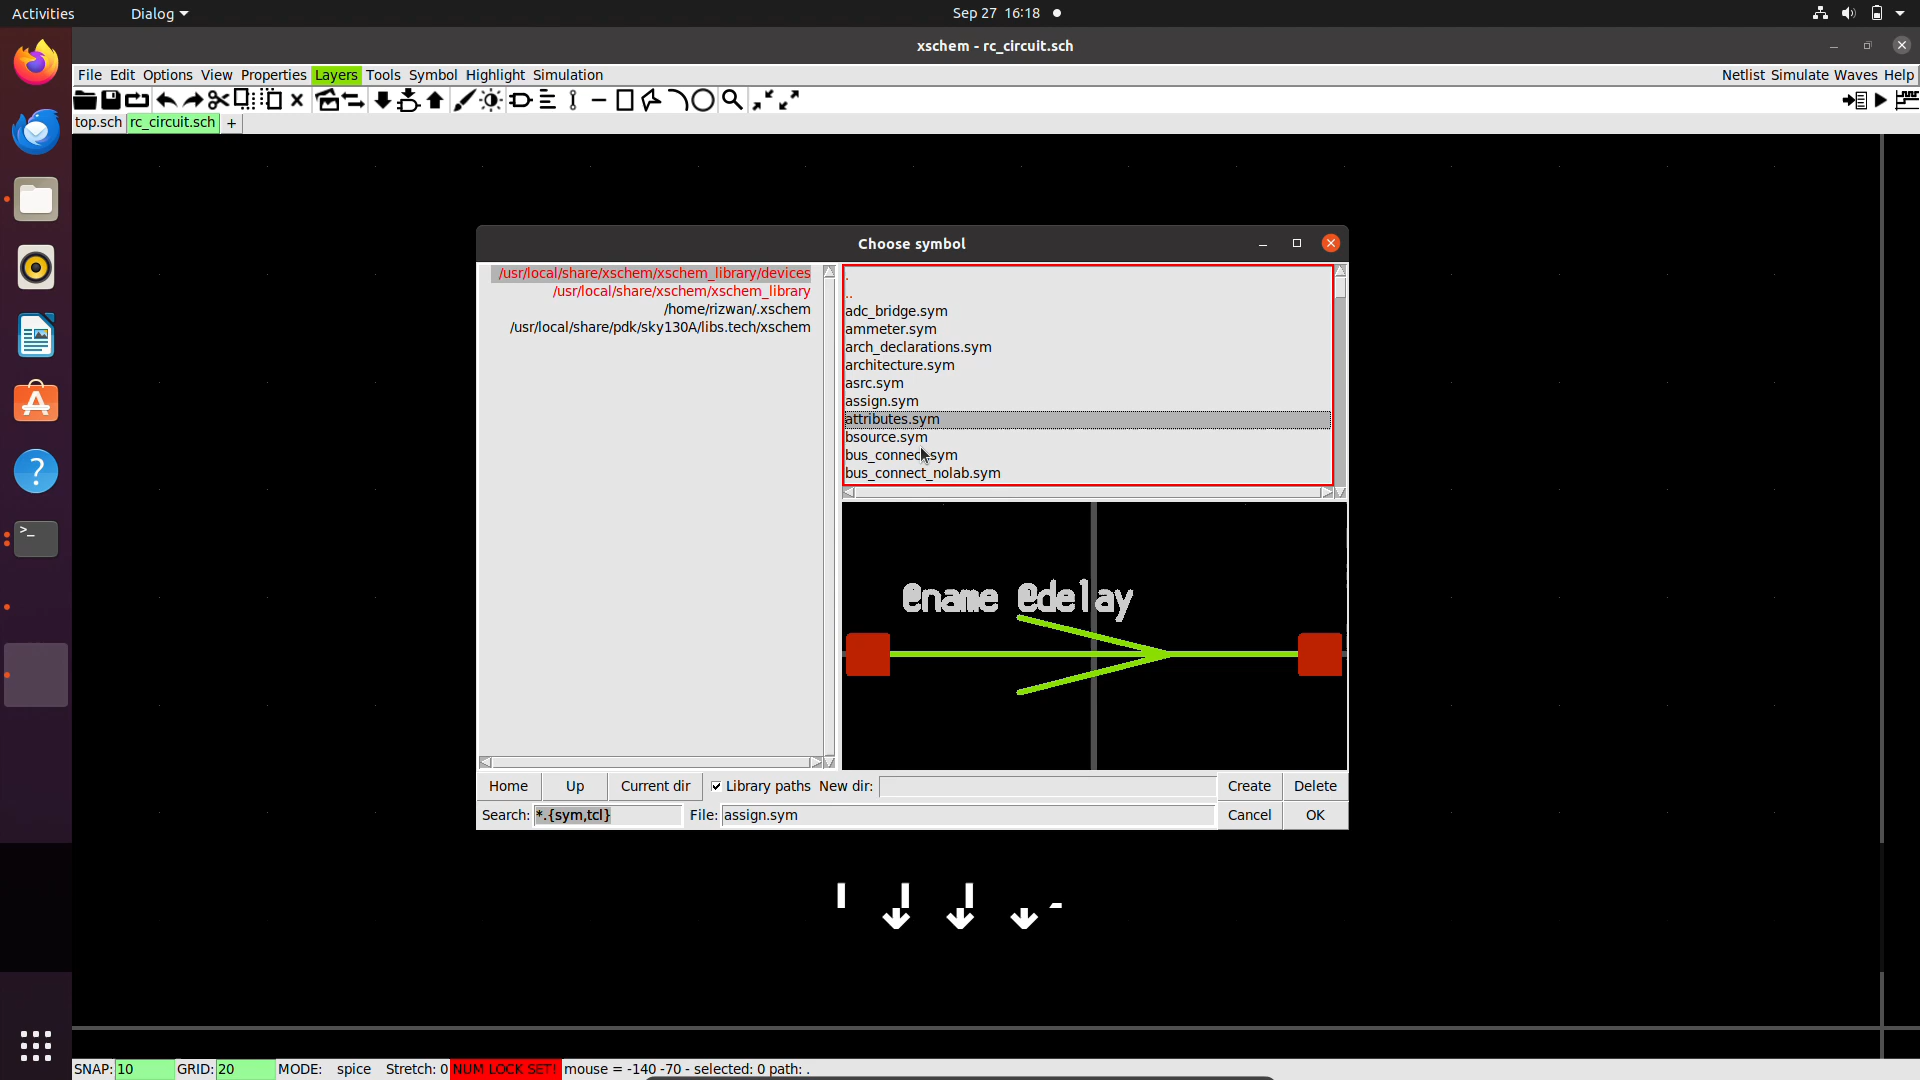 Activities Dialog Sep 27 16:18
xschem - rc_circuit.sch
File Edit Options View Properties Layers Tools Symbol Highlight Simulation Netlist Simulate Waves Help
top.sch rc_circuit.sch +
Choose symbol
/usr/local/share/xschem/xschem_library/devices
/usr/local/share/xschem/xschem_library
/home/rizwan/.xschem
/usr/local/share/pdk/sky130A/libs.tech/xschem
.
..
adc_bridge.sym
ammeter.sym
arch_declarations.sym
architecture.sym
asrc.sym
assign.sym
attributes.sym
bsource.sym
bus_connect.sym
bus_connect_nolab.sym
@name @delay
Home Up Current dir Library paths New dir: Create Delete
Search: *.{sym,tcl} File: assign.sym Cancel OK
SNAP: 10 GRID: 20 MODE: spice Stretch: 0 NUM LOCK SET! mouse = -140 -70 - selected: 0 path: .